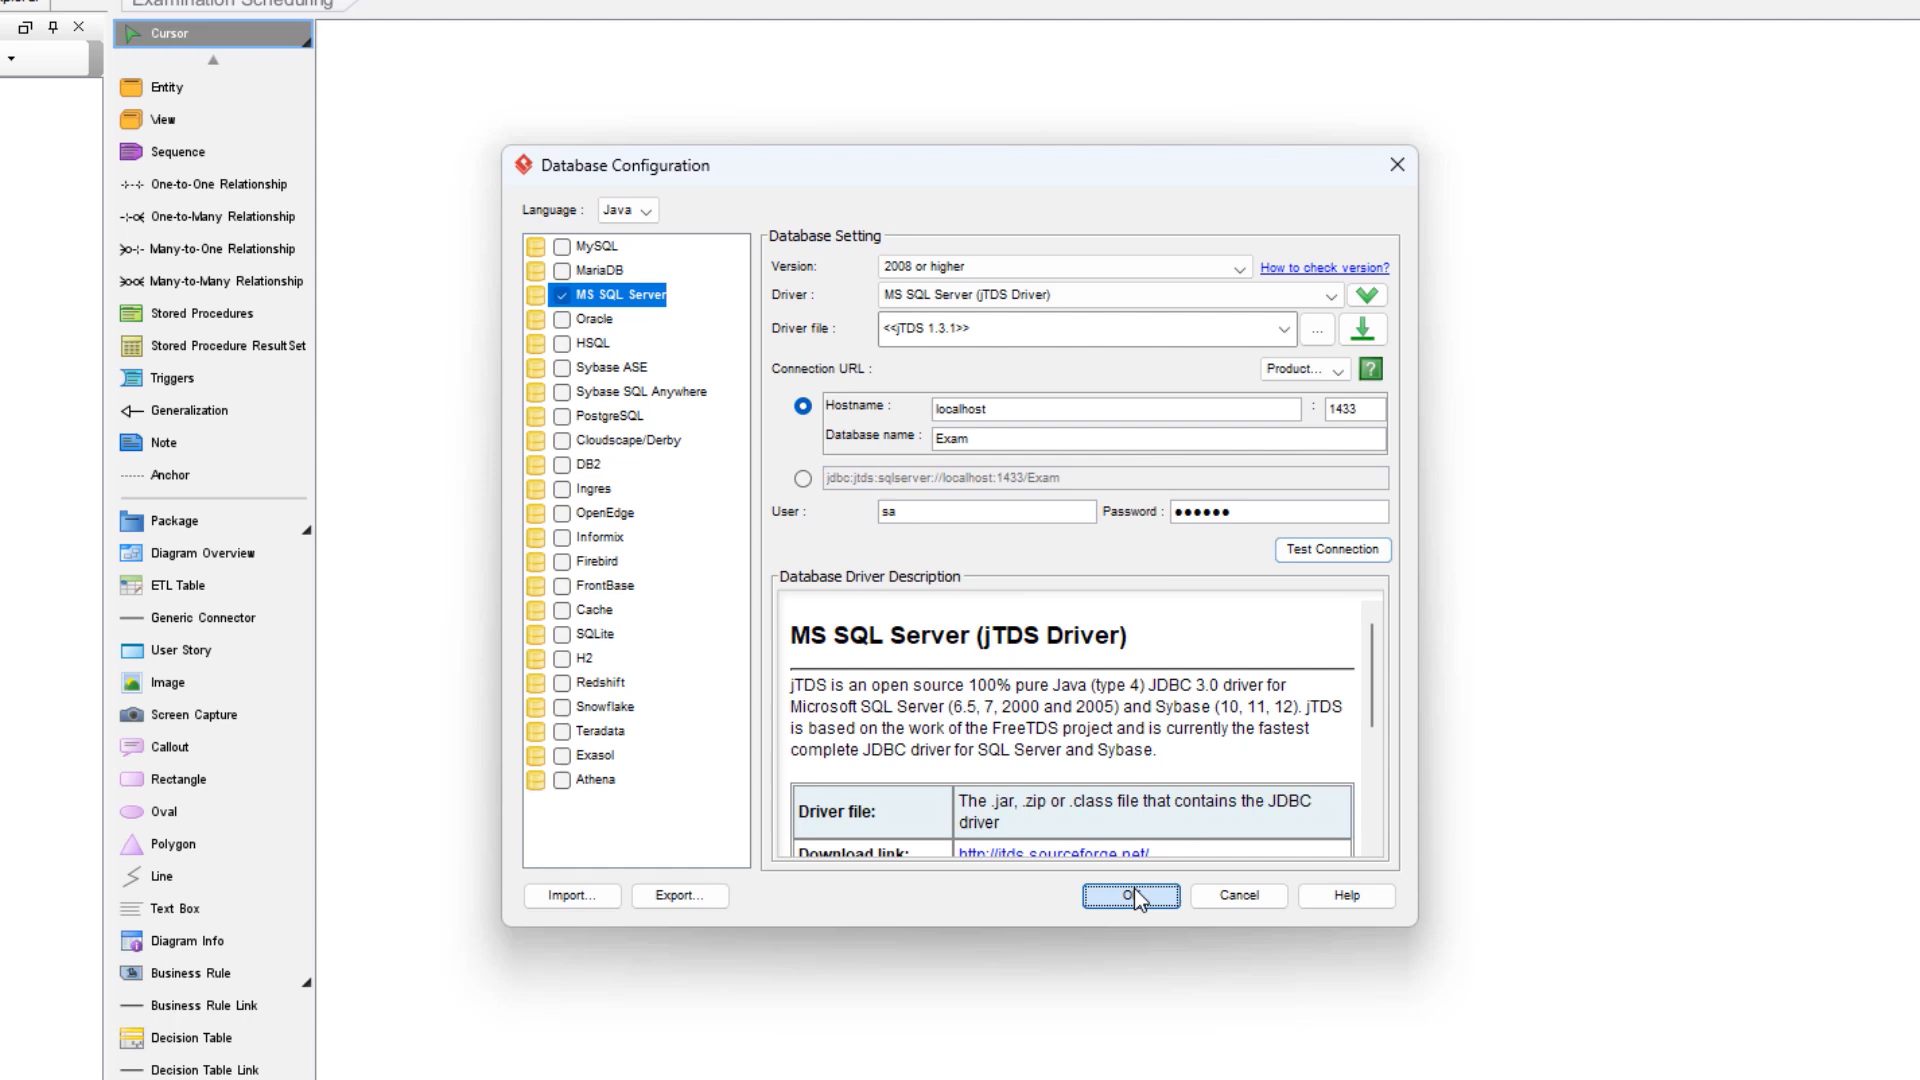 Examination Scheduring
Cursor
Entity
View
Sequence
One-to-One Relationship
One-to-Many Relationship
Many-to-One Relationship
Many-to-Many Relationship
Stored Procedures
Stored Procedure ResultSet
Triggers
Generalization
Note
Anchor
Package
Diagram Overview
ETL Table
Generic Connector
User Story
Image
Screen Capture
Callout
Rectangle
Oval
Polygon
Line
Text Box
Diagram Info
Business Rule
Business Rule Link
Decision Table
Decision Table Link
Database Configuration
Language : Java
MySQL
MariaDB
MS SQL Server
Oracle
HSQL
Sybase ASE
Sybase SQL Anywhere
PostgreSQL
Cloudscape/Derby
DB2
Ingres
OpenEdge
Informix
Firebird
FrontBase
Cache
SQLite
H2
Redshift
Snowflake
Teradata
Exasol
Athena
Database Setting
Version: 2008 or higher How to check version?
Driver : MS SQL Server (jTDS Driver)
Driver file : <<jTDS 1.3.1>> ...
Connection URL : Product... ?
Hostname : localhost : 1433
Database name : Exam
jdbc:jtds:sqlserver://localhost:1433/Exam
User : sa Password : ●●●●●●
Test Connection
Database Driver Description
MS SQL Server (jTDS Driver)
jTDS is an open source 100% pure Java (type 4) JDBC 3.0 driver for
Microsoft SQL Server (6.5, 7, 2000 and 2005) and Sybase (10, 11, 12). jTDS
is based on the work of the FreeTDS project and is currently the fastest
complete JDBC driver for SQL Server and Sybase.
Driver file: The .jar, .zip or .class file that contains the JDBC
driver
Download link: http://jtds.sourceforge.net/
Import... Export... Cancel Help